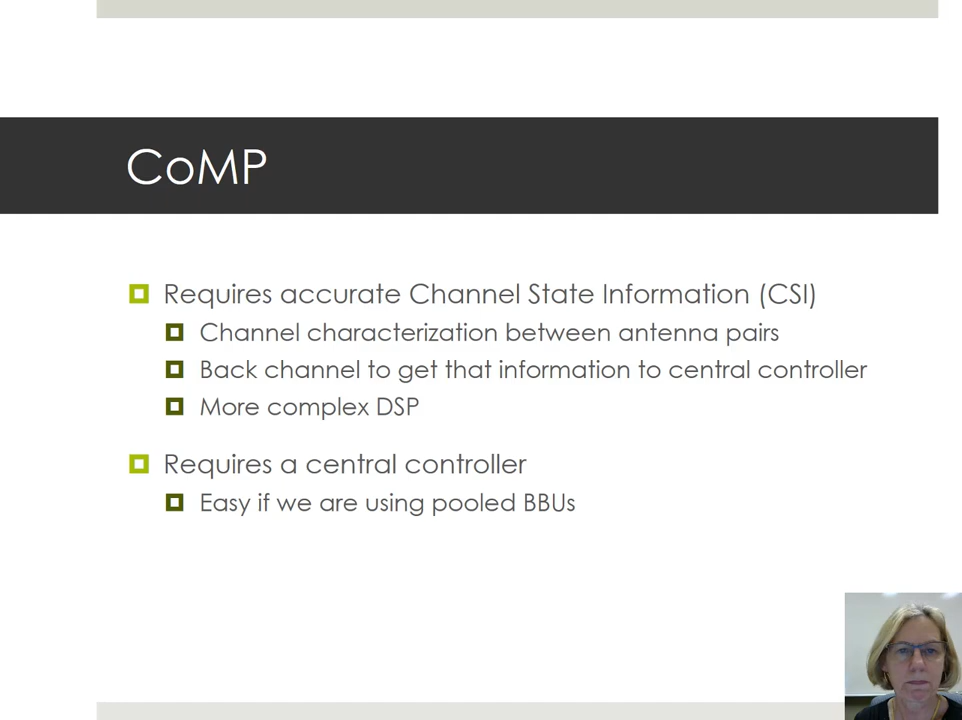 CoMP
Requires accurate Channel State Information (CSI)
Channel characterization between antenna pairs
Back channel to get that information to central controller
More complex DSP
Requires a central controller
Easy if we are using pooled BBUs